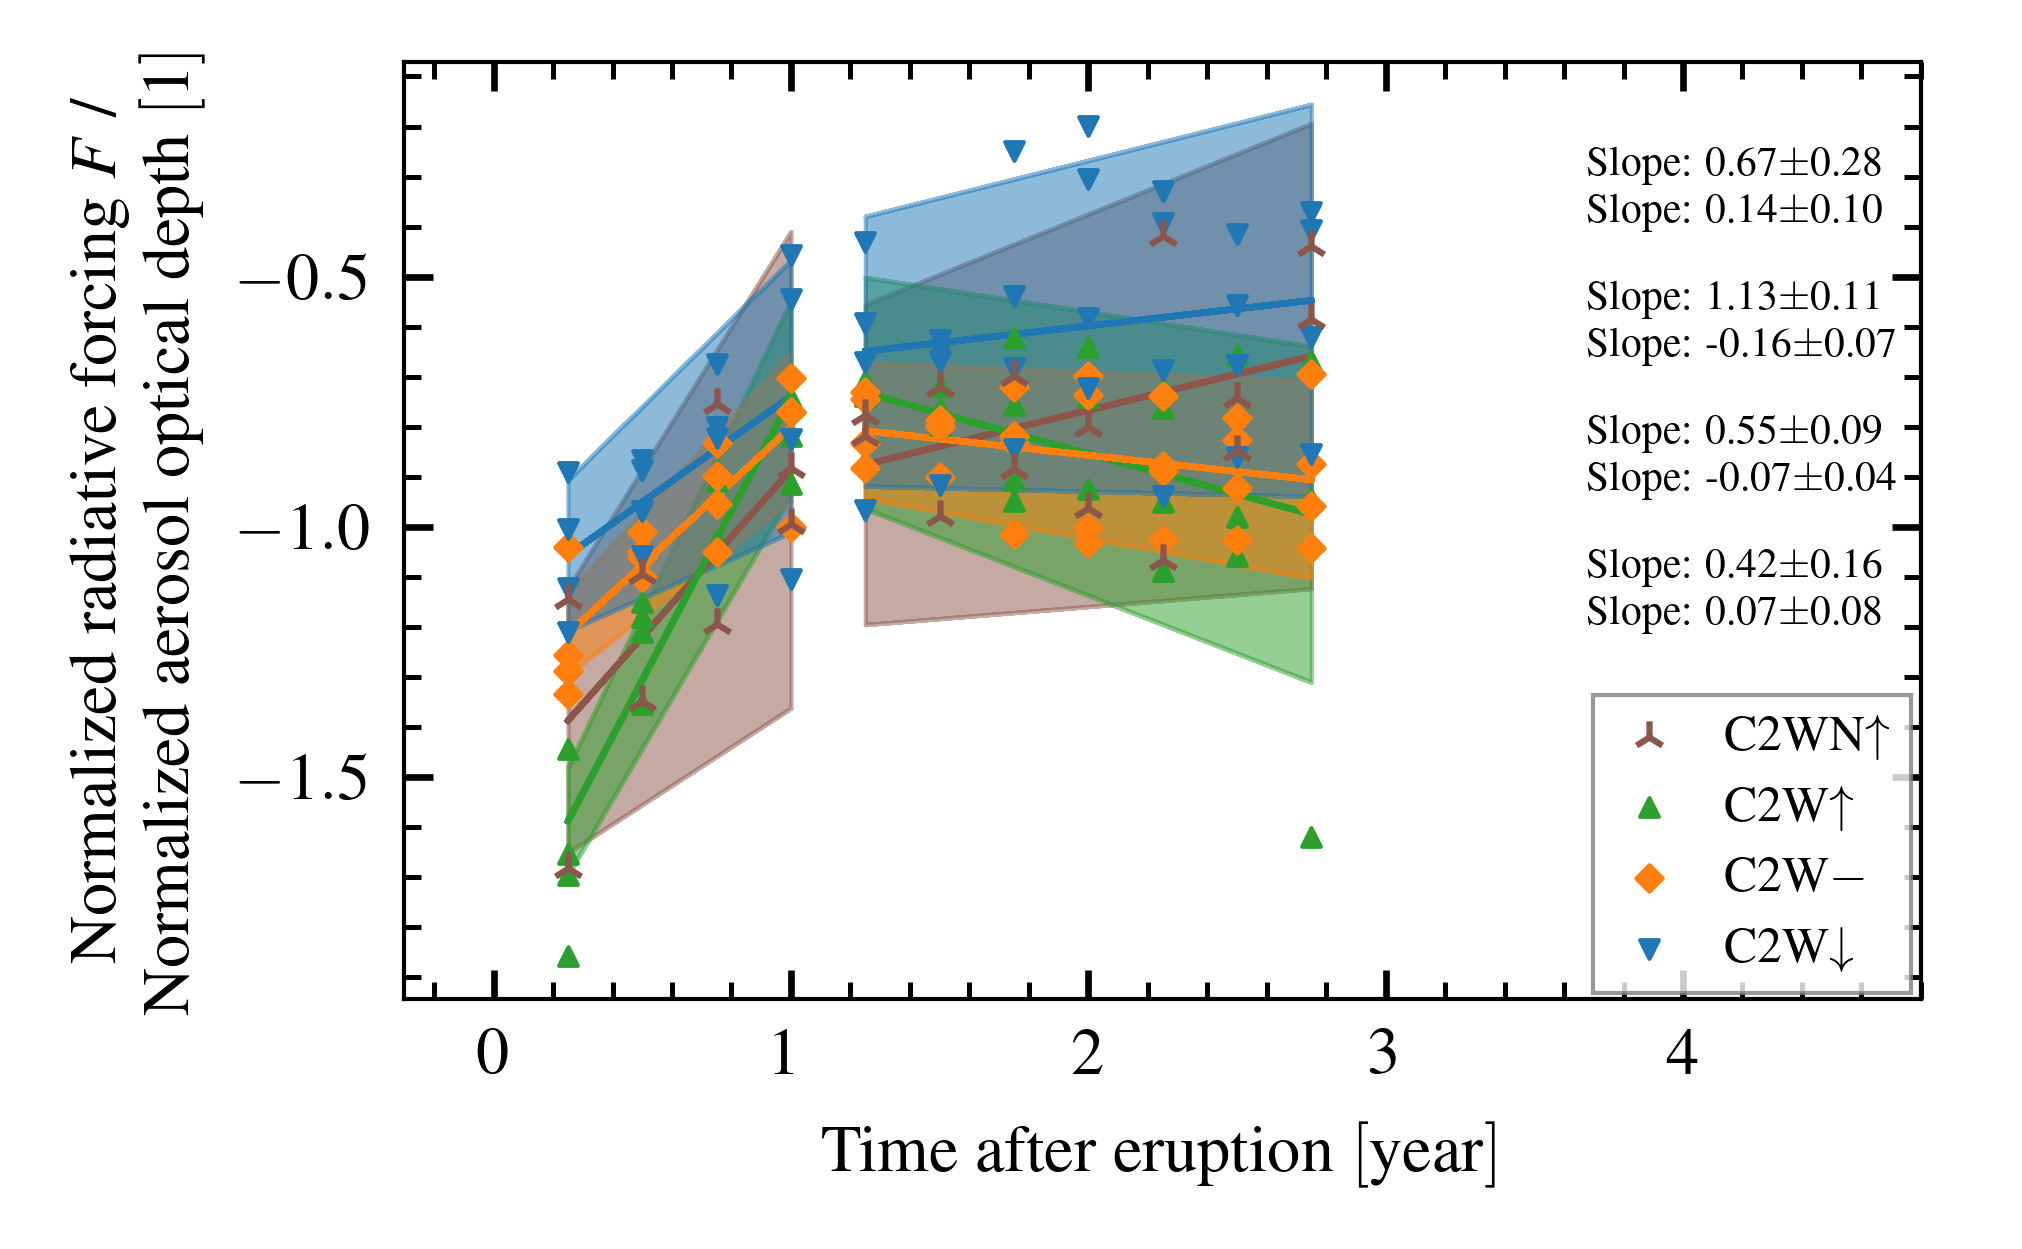 Normalized radiative forcing F /
Normalized aerosol optical depth [1]
−0.5
−1.0
−1.5
0
1
2
3
4
Time after eruption [year]
Slope: 0.67±0.28
Slope: 0.14±0.10
Slope: 1.13±0.11
Slope: -0.16±0.07
Slope: 0.55±0.09
Slope: -0.07±0.04
Slope: 0.42±0.16
Slope: 0.07±0.08
C2WN↑
C2W↑
C2W−
C2W↓